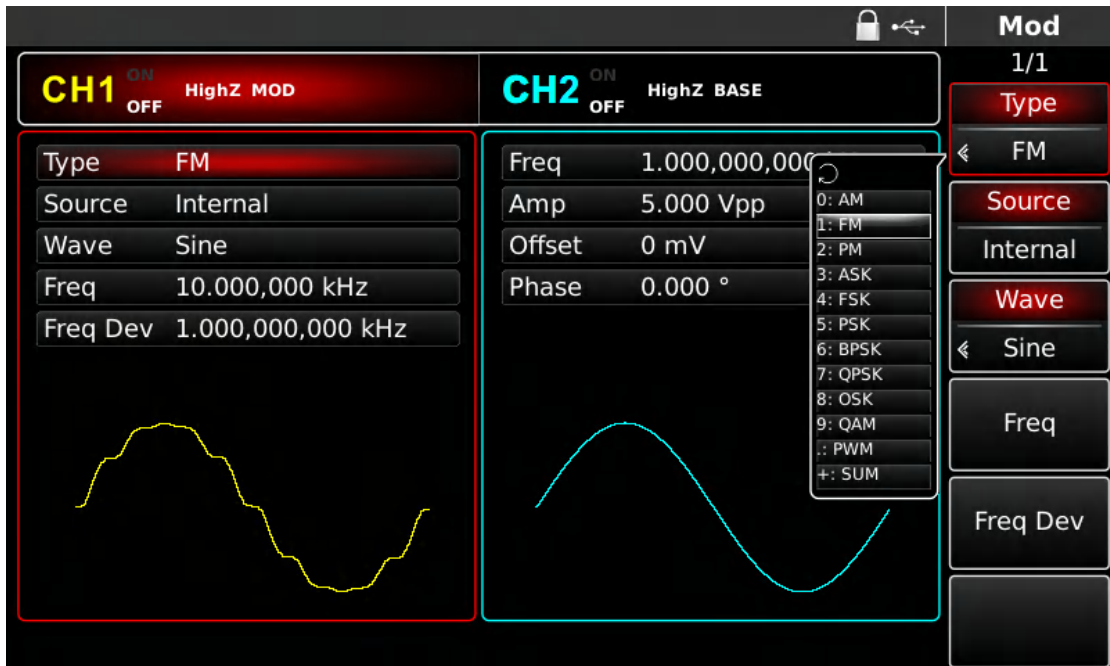 Mod
1/1
CH1 ON OFF HighZ MOD
CH2 ON OFF HighZ BASE
Type FM
Source Internal
Wave Sine
Freq 10.000,000 kHz
Freq Dev 1.000,000,000 kHz
Freq 1.000,000,000
Amp 5.000 Vpp
Offset 0 mV
Phase 0.000 °
0: AM
1: FM
2: PM
3: ASK
4: FSK
5: PSK
6: BPSK
7: QPSK
8: OSK
9: QAM
.: PWM
+: SUM
Type
FM
Source
Internal
Wave
Sine
Freq
Freq Dev